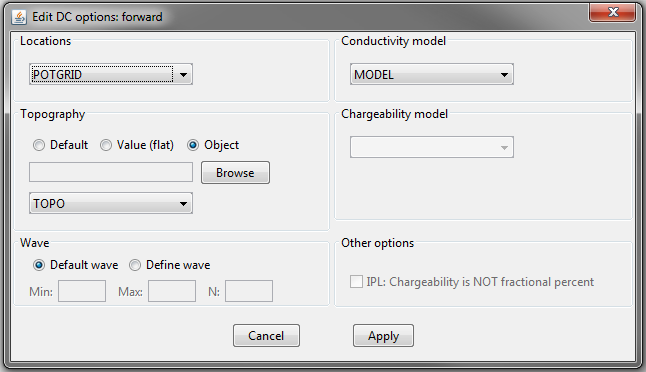 Edit DC options: forward
Locations
POTGRID
Conductivity model
MODEL
Topography
Default Value (flat) Object
Browse
TOPO
Chargeability model
Wave
Default wave Define wave
Min: Max: N:
Other options
IPL: Chargeability is NOT fractional percent
Cancel Apply